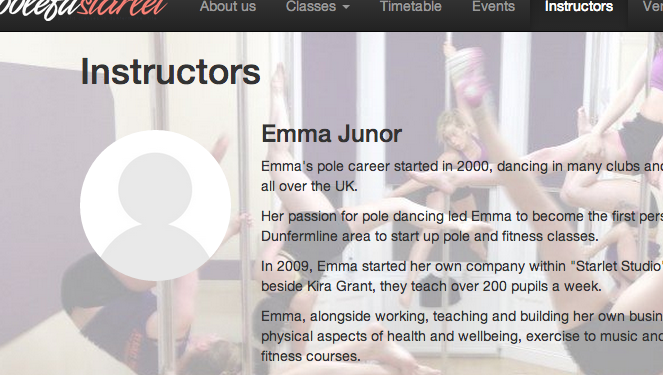 About us Classes Timetable Events Instructors
Instructors
Emma Junor
Emma's pole career started in 2000, dancing in many clubs and
all over the UK.
Her passion for pole dancing led Emma to become the first
Dunfermline area to start up pole and fitness classes.
In 2009, Emma started her own company within "Starlet Studio"
beside Kira Grant, they teach over 200 pupils a week.
Emma, alongside working, teaching and building her own
physical aspects of health and wellbeing, exercise to music and
fitness courses.